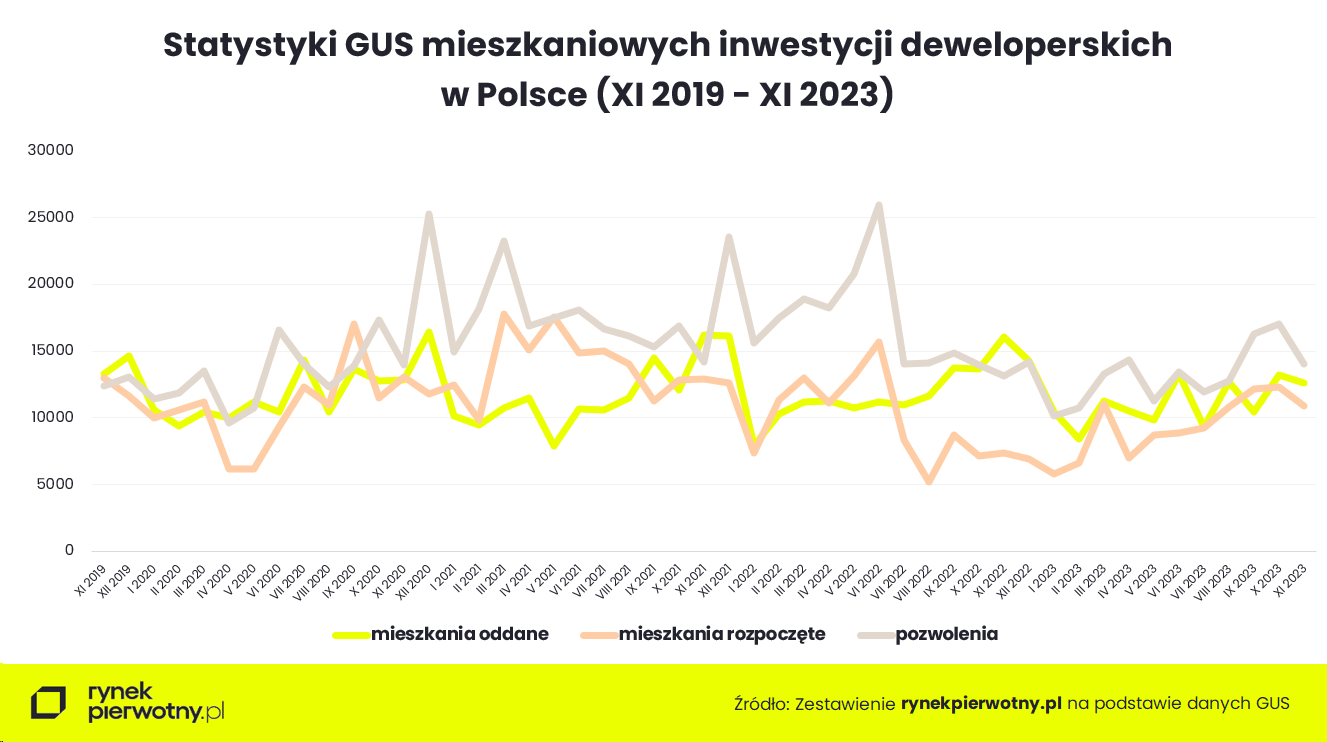 Statystyki GUS mieszkaniowych inwestycji deweloperskich
w Polsce (XI 2019 - XI 2023)
30000
25000
20000
15000
10000
5000
0
XI 2019
XII 2019
I 2020
II 2020
III 2020
IV 2020
V 2020
VI 2020
VII 2020
VIII 2020
IX 2020
X 2020
XI 2020
XII 2020
I 2021
II 2021
III 2021
IV 2021
V 2021
VI 2021
VII 2021
VIII 2021
IX 2021
X 2021
XI 2021
XII 2021
I 2022
II 2022
III 2022
IV 2022
V 2022
VI 2022
VII 2022
VIII 2022
IX 2022
X 2022
XI 2022
XII 2022
I 2023
II 2023
III 2023
IV 2023
V 2023
VI 2023
VII 2023
VIII 2023
IX 2023
X 2023
XI 2023
mieszkania oddane
mieszkania rozpoczęte
pozwolenia
rynek
pierwotny.pl
Źródło: Zestawienie rynekpierwotny.pl na podstawie danych GUS